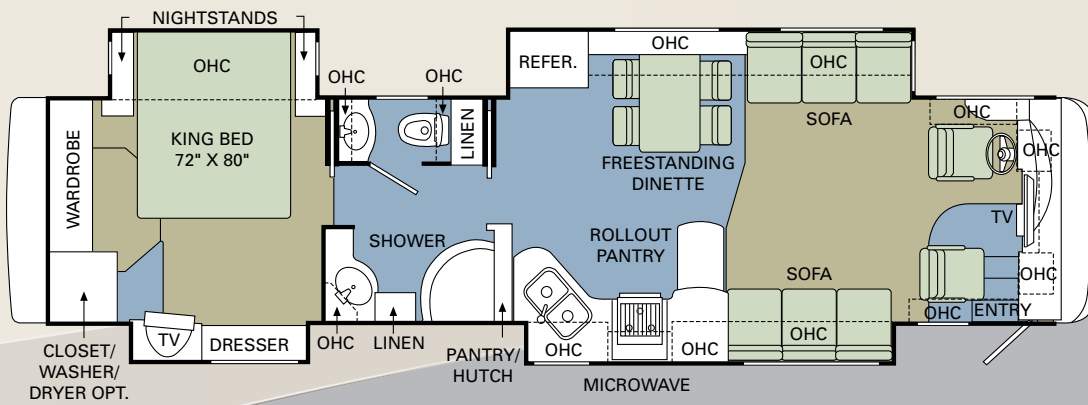 NIGHTSTANDS
OHC
KING BED
72" X 80"
WARDROBE
OHC
OHC
LINEN
REFER.
OHC
FREESTANDING
DINETTE
OHC
SOFA
OHC
OHC
TV
OHC
ENTRY
OHC
SOFA
OHC
ROLLOUT
PANTRY
SHOWER
TV
DRESSER
OHC
LINEN
PANTRY/
HUTCH
OHC
OHC
MICROWAVE
CLOSET/
WASHER/
DRYER OPT.